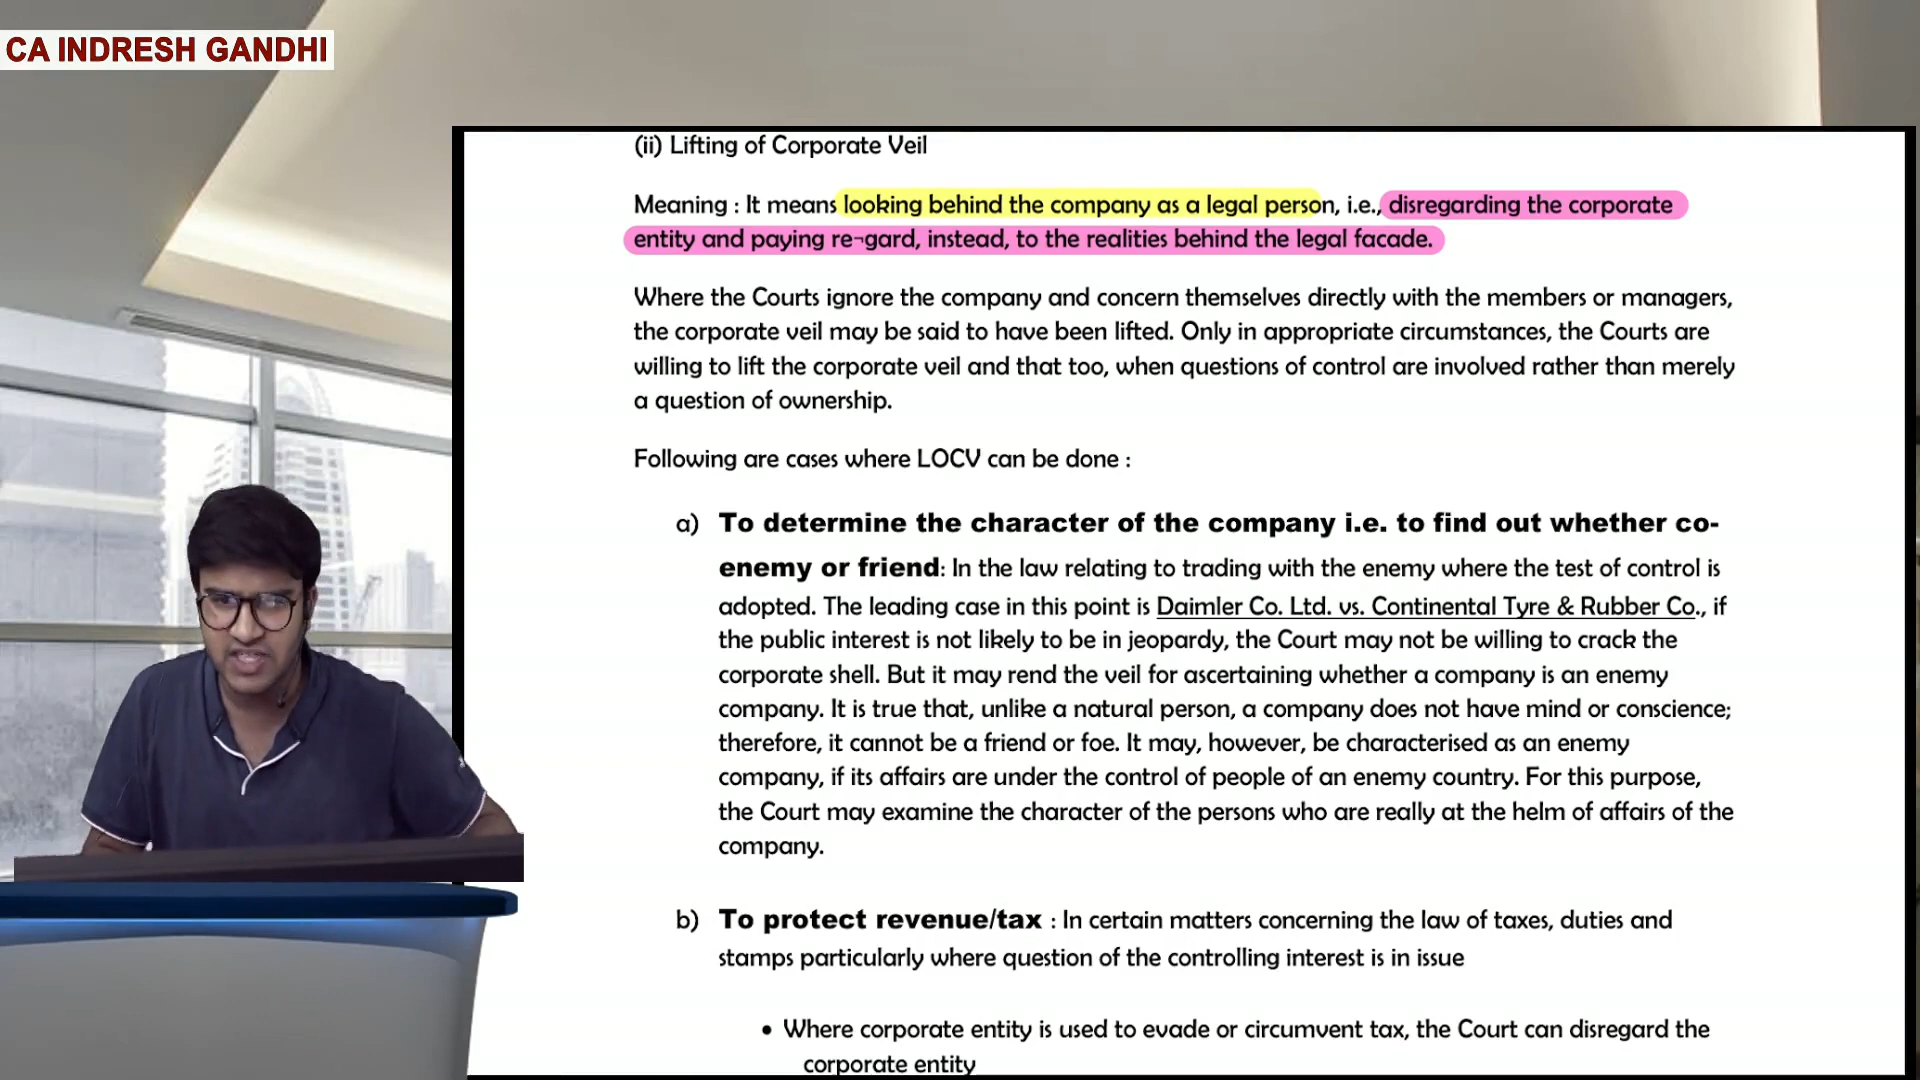 CA INDRESH GANDHI
(ii) Lifting of Corporate Veil
Meaning : It means looking behind the company as a legal person, i.e., disregarding the corporate
entity and paying re¬gard, instead, to the realities behind the legal facade.
Where the Courts ignore the company and concern themselves directly with the members or managers,
the corporate veil may be said to have been lifted. Only in appropriate circumstances, the Courts are
willing to lift the corporate veil and that too, when questions of control are involved rather than merely
a question of ownership.
Following are cases where LOCV can be done :
a) To determine the character of the company i.e. to find out whether co-
enemy or friend: In the law relating to trading with the enemy where the test of control is
adopted. The leading case in this point is Daimler Co. Ltd. vs. Continental Tyre & Rubber Co., if
the public interest is not likely to be in jeopardy, the Court may not be willing to crack the
corporate shell. But it may rend the veil for ascertaining whether a company is an enemy
company. It is true that, unlike a natural person, a company does not have mind or conscience;
therefore, it cannot be a friend or foe. It may, however, be characterised as an enemy
company, if its affairs are under the control of people of an enemy country. For this purpose,
the Court may examine the character of the persons who are really at the helm of affairs of the
company.
b) To protect revenue/tax : In certain matters concerning the law of taxes, duties and
stamps particularly where question of the controlling interest is in issue
• Where corporate entity is used to evade or circumvent tax, the Court can disregard the
corporate entity